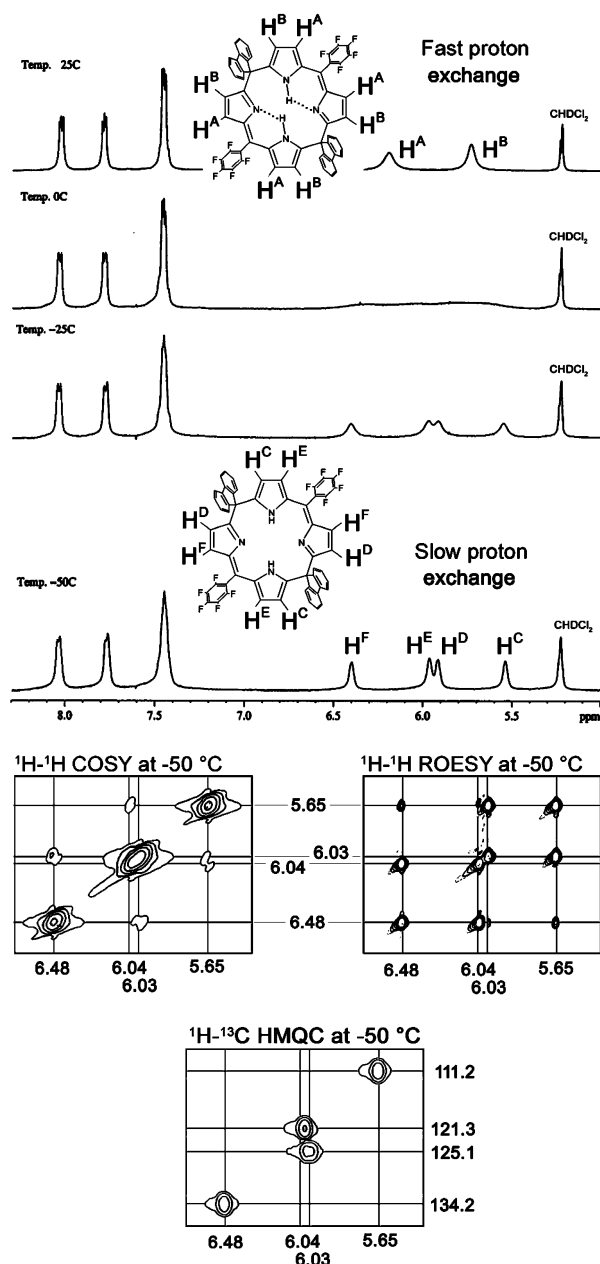 Temp. 25C
H^B H^A
Fast proton
exchange
H^B
H^A
H^A
H^B
H^A H^B
F F F F F
N H N N H N
F F F F F
H^A H^B
CHDCl₂
Temp. 0C
CHDCl₂
Temp. –25C
CHDCl₂
H^C H^E
H^D
H^F
H^F
H^D
F F F F F
NH N N H N
F F F F F
H^E H^C
Slow proton
exchange
Temp. –50C
H^F H^E H^D H^C
CHDCl₂
8.0 7.5 7.0 6.0 5.5 ppm
¹H-¹H COSY at -50 °C
¹H-¹H ROESY at -50 °C
5.65
6.03
6.04
6.48
6.48 6.04 5.65
6.03
6.48 6.04 5.65
6.03
¹H-¹³C HMQC at -50 °C
111.2
121.3
125.1
134.2
6.48 6.04 5.65
6.03